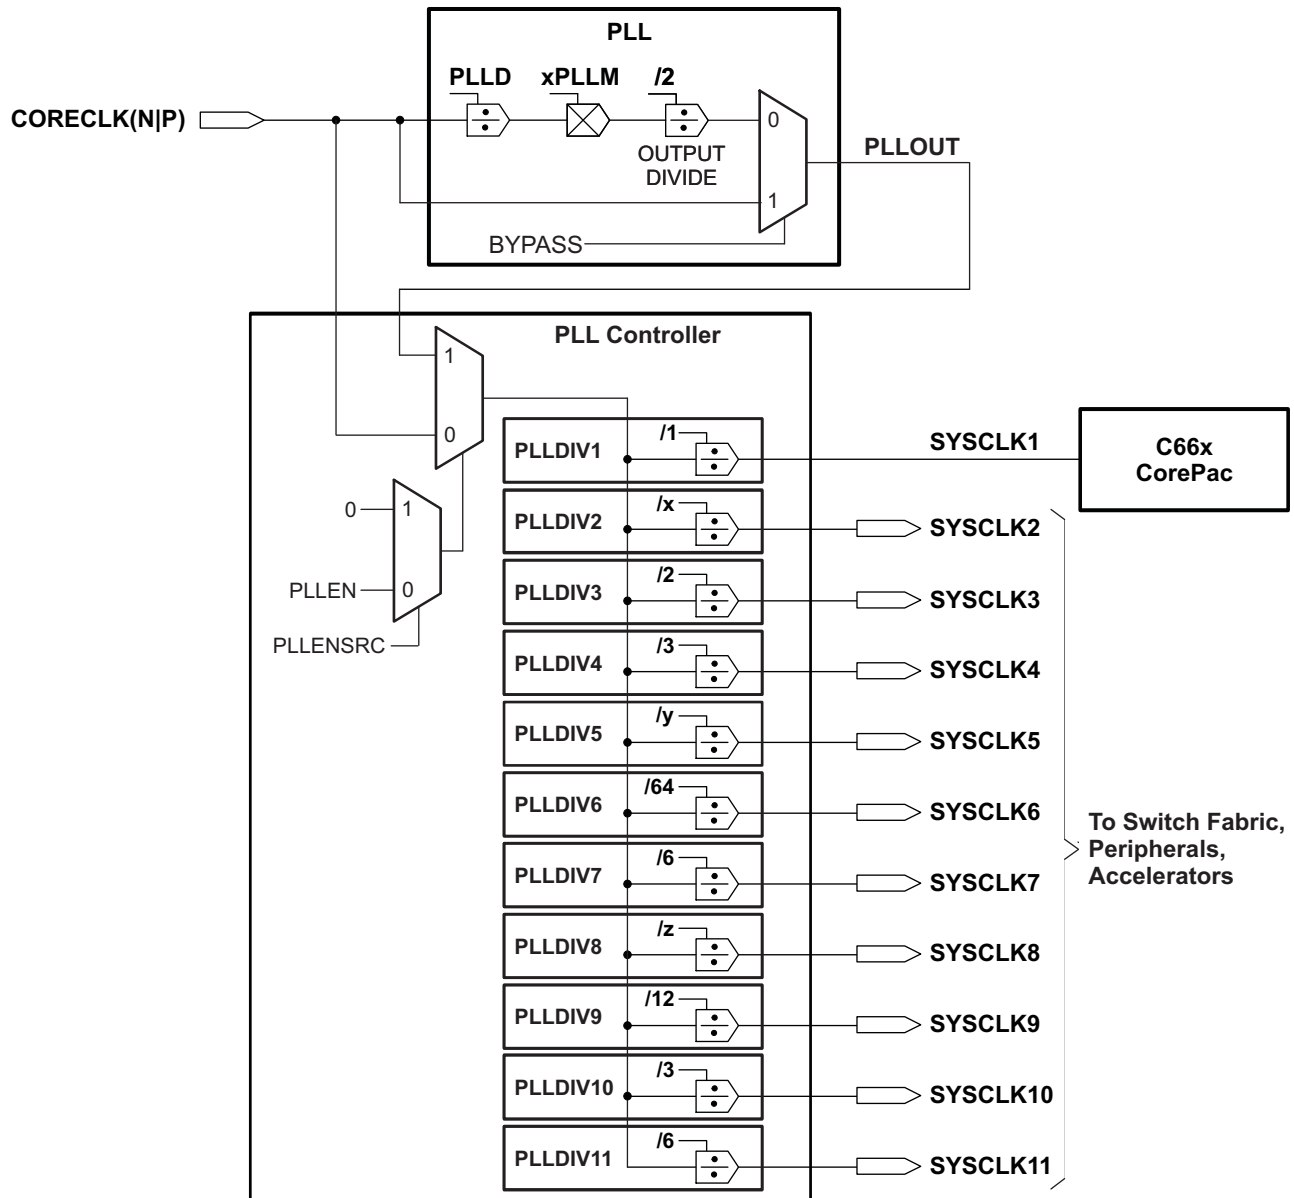 PLL
PLLD
xPLLM
/2
CORECLK(N|P)
0
OUTPUT
DIVIDE
PLLOUT
1
BYPASS
PLL Controller
1
0
0
1
PLLEN
0
PLLENSRC
PLLDIV1
/1
SYSCLK1
C66x
CorePac
PLLDIV2
/x
SYSCLK2
PLLDIV3
/2
SYSCLK3
PLLDIV4
/3
SYSCLK4
PLLDIV5
/y
SYSCLK5
PLLDIV6
/64
SYSCLK6
PLLDIV7
/6
SYSCLK7
PLLDIV8
/z
SYSCLK8
PLLDIV9
/12
SYSCLK9
PLLDIV10
/3
SYSCLK10
PLLDIV11
/6
SYSCLK11
To Switch Fabric,
Peripherals,
Accelerators